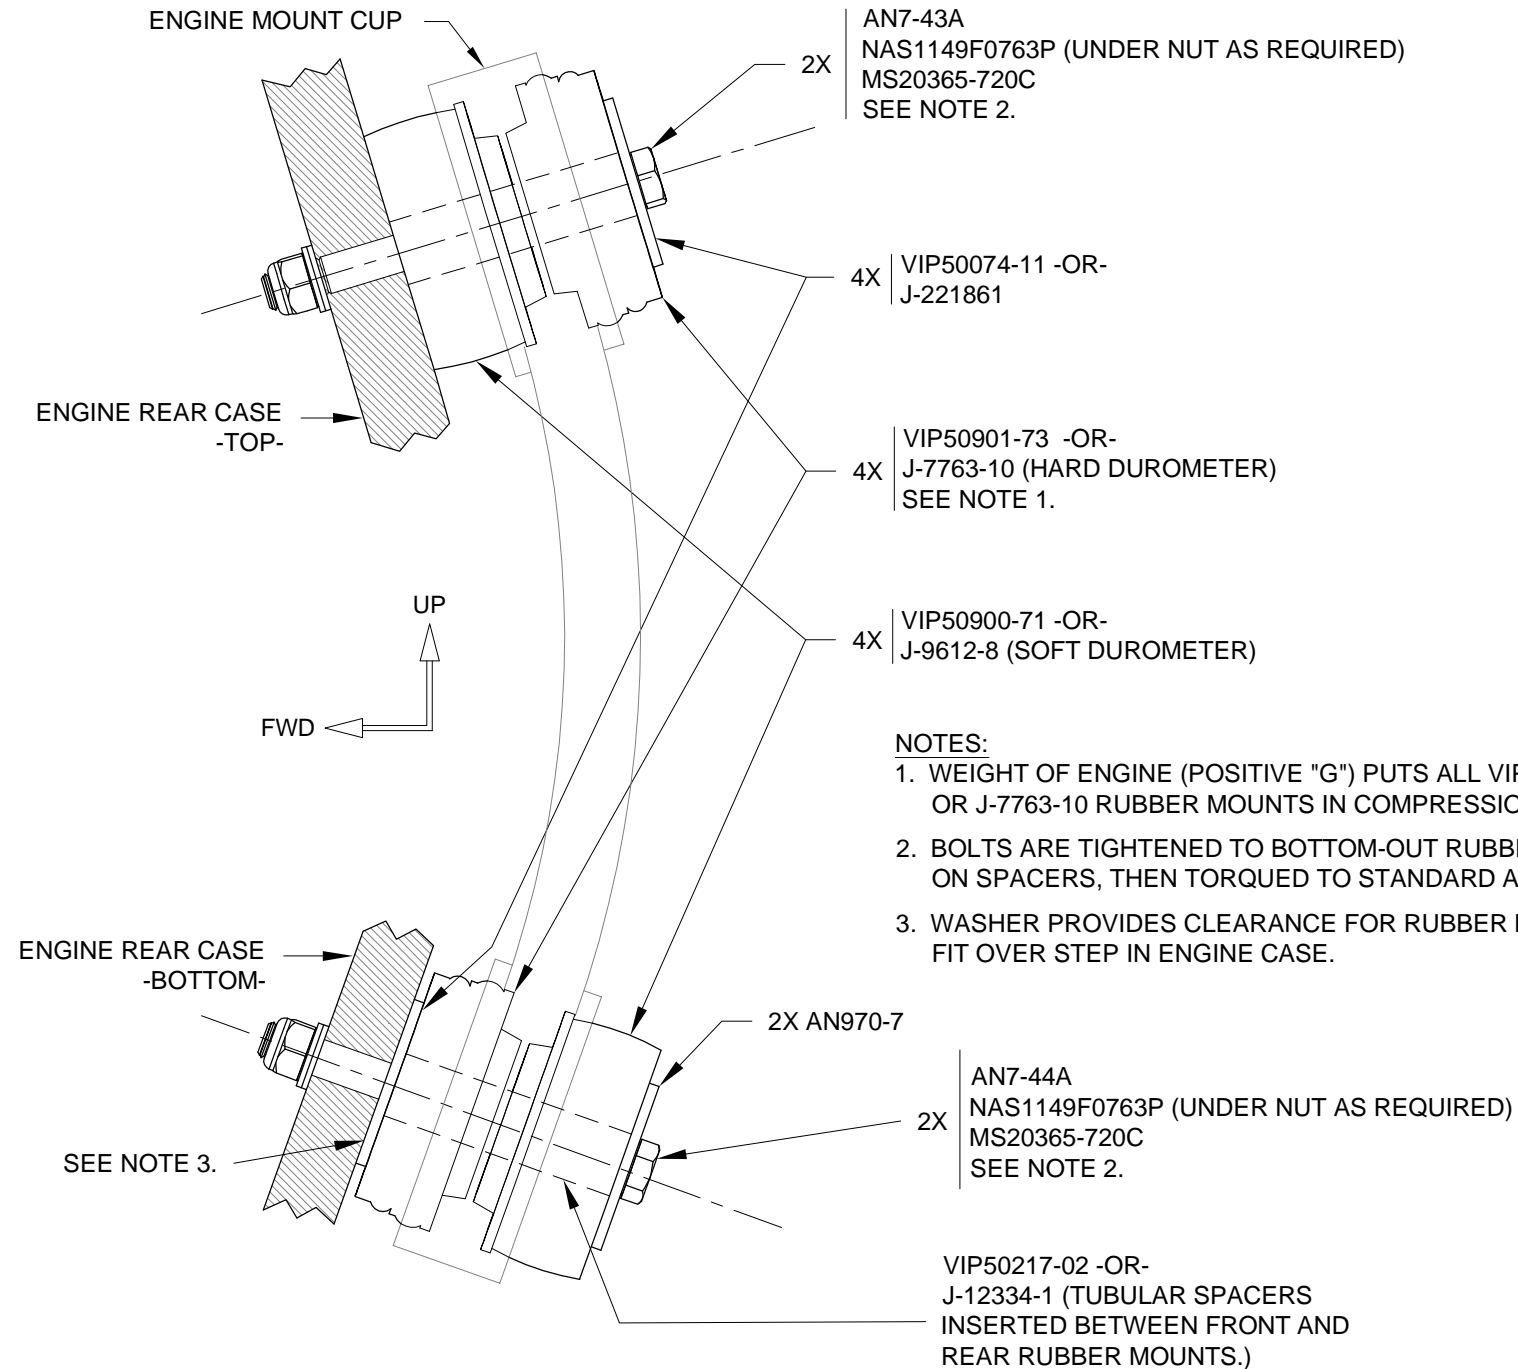 ENGINE MOUNT CUP
2X
AN7-43A
NAS1149F0763P (UNDER NUT AS REQUIRED)
MS20365-720C
SEE NOTE 2.
4X
VIP50074-11 -OR-
J-221861
ENGINE REAR CASE
-TOP-
4X
VIP50901-73 -OR-
J-7763-10 (HARD DUROMETER)
SEE NOTE 1.
UP
FWD
4X
VIP50900-71 -OR-
J-9612-8 (SOFT DUROMETER)
NOTES:
1. WEIGHT OF ENGINE (POSITIVE "G") PUTS ALL
OR J-7763-10 RUBBER MOUNTS IN
2. BOLTS ARE TIGHTENED TO BOTTOM-OUT
ON SPACERS, THEN TORQUED TO STANDARD
3. WASHER PROVIDES CLEARANCE FOR RUBBER
FIT OVER STEP IN ENGINE CASE.
ENGINE REAR CASE
-BOTTOM-
2X AN970-7
SEE NOTE 3.
2X
AN7-44A
NAS1149F0763P (UNDER NUT AS REQUIRED)
MS20365-720C
SEE NOTE 2.
VIP50217-02 -OR-
J-12334-1 (TUBULAR SPACERS
INSERTED BETWEEN FRONT AND
REAR RUBBER MOUNTS.)